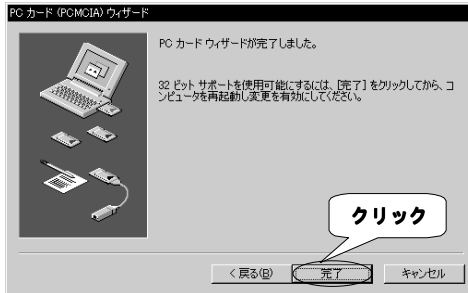 PC カード (PCMCIA) ウィザード
PC カード ウィザードが完了しました。
32 ビット サポートを使用可能にするには、[完了] をクリックしてから、コ
ンピュータを再起動し変更を有効にしてください。
クリック
< 戻る(B)
完了
キャンセル